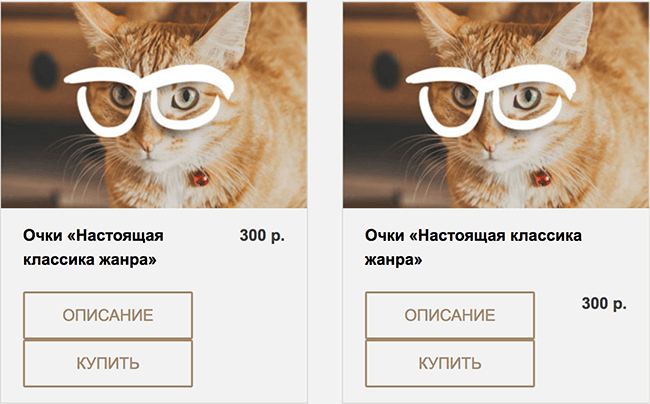 Очки «Настоящая 300 р.
классика жанра»
ОПИСАНИЕ
КУПИТЬ
Очки «Настоящая классика
жанра»
300 р.
ОПИСАНИЕ
КУПИТЬ